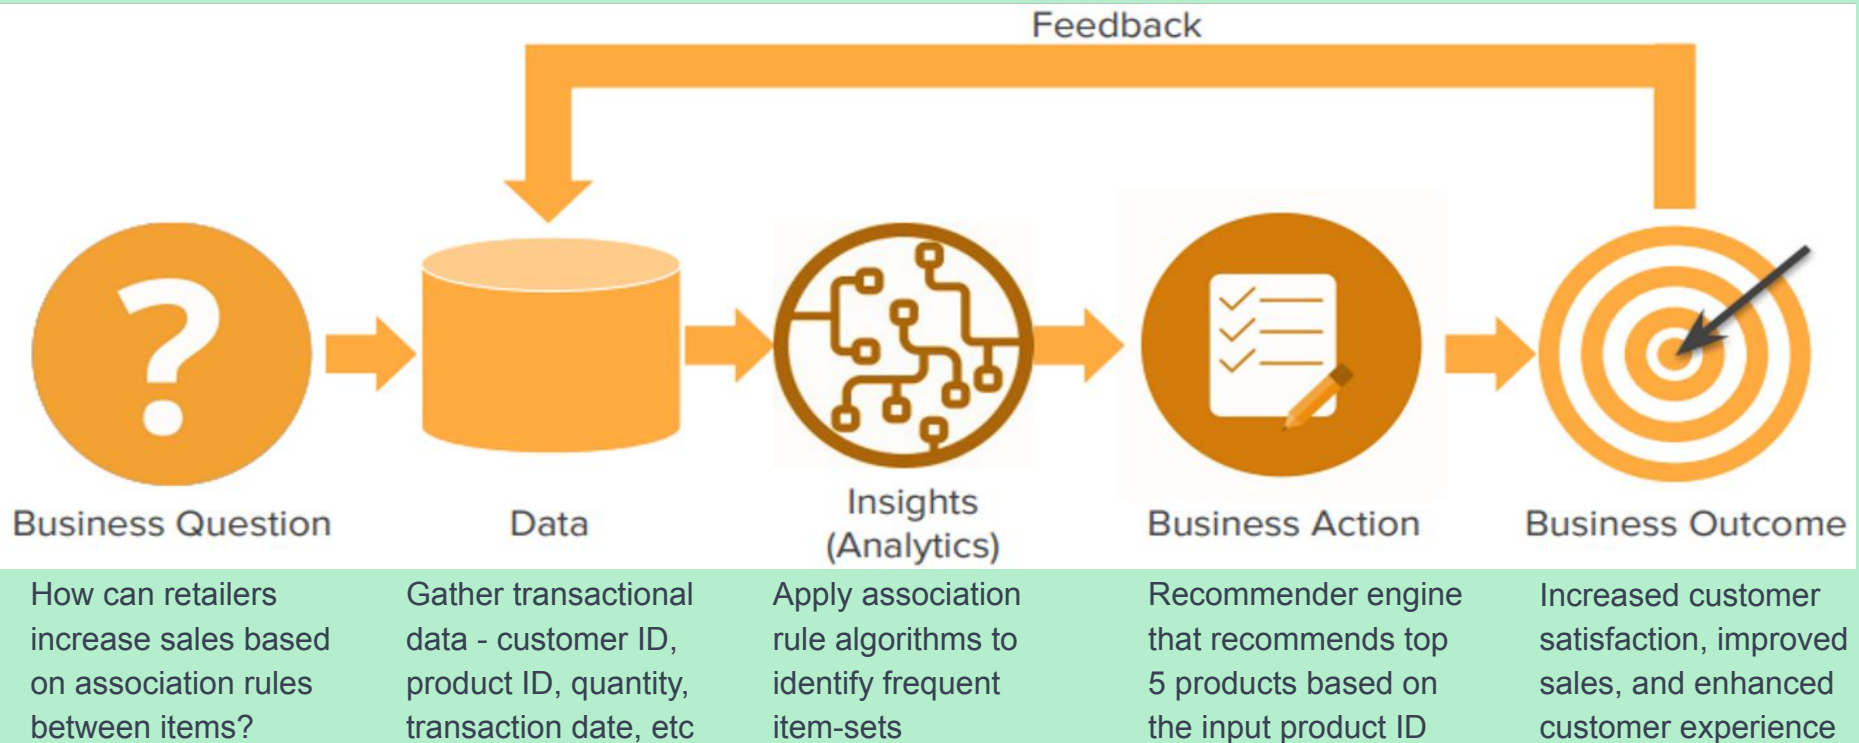 Feedback
Business Question
Data
Insights
(Analytics)
Business Action
Business Outcome
How can retailers
increase sales based
on association rules
between items?
Gather transactional
data - customer ID,
product ID, quantity,
transaction date, etc
Apply association
rule algorithms to
identify frequent
item-sets
Recommender engine
that recommends top
5 products based on
the input product ID
Increased customer
satisfaction, improved
sales, and enhanced
customer experience